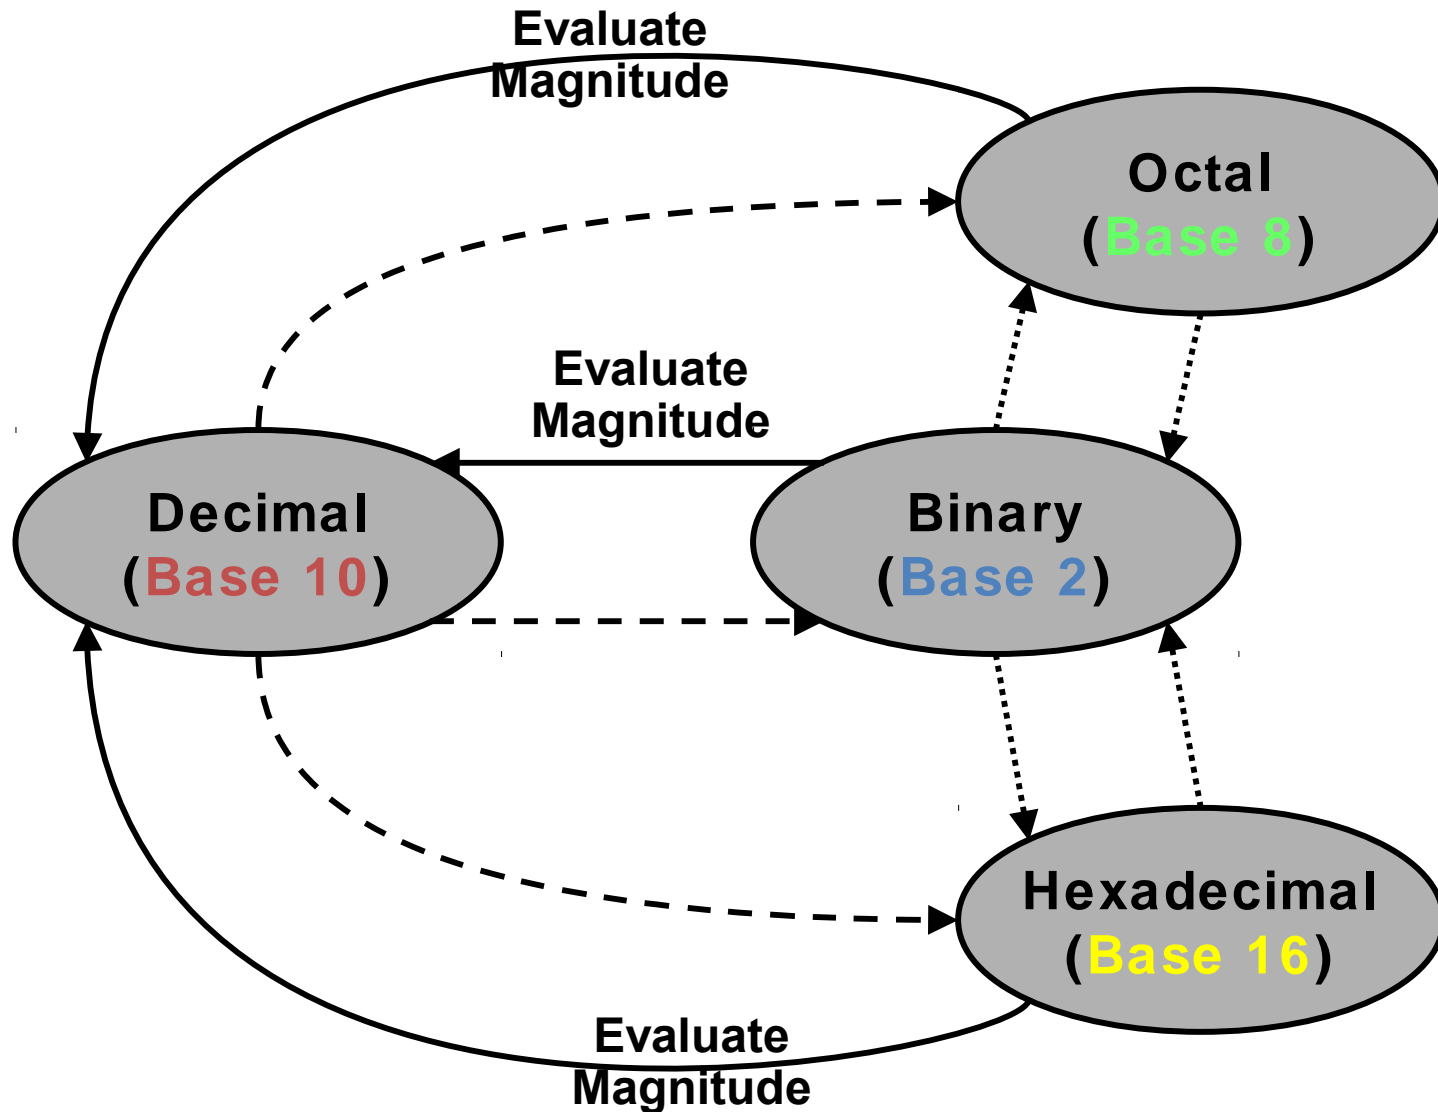 Evaluate
Magnitude
Octal
(Base 8)
Evaluate
Magnitude
Decimal
(Base 10)
Binary
(Base 2)
Hexadecimal
(Base 16)
Evaluate
Magnitude